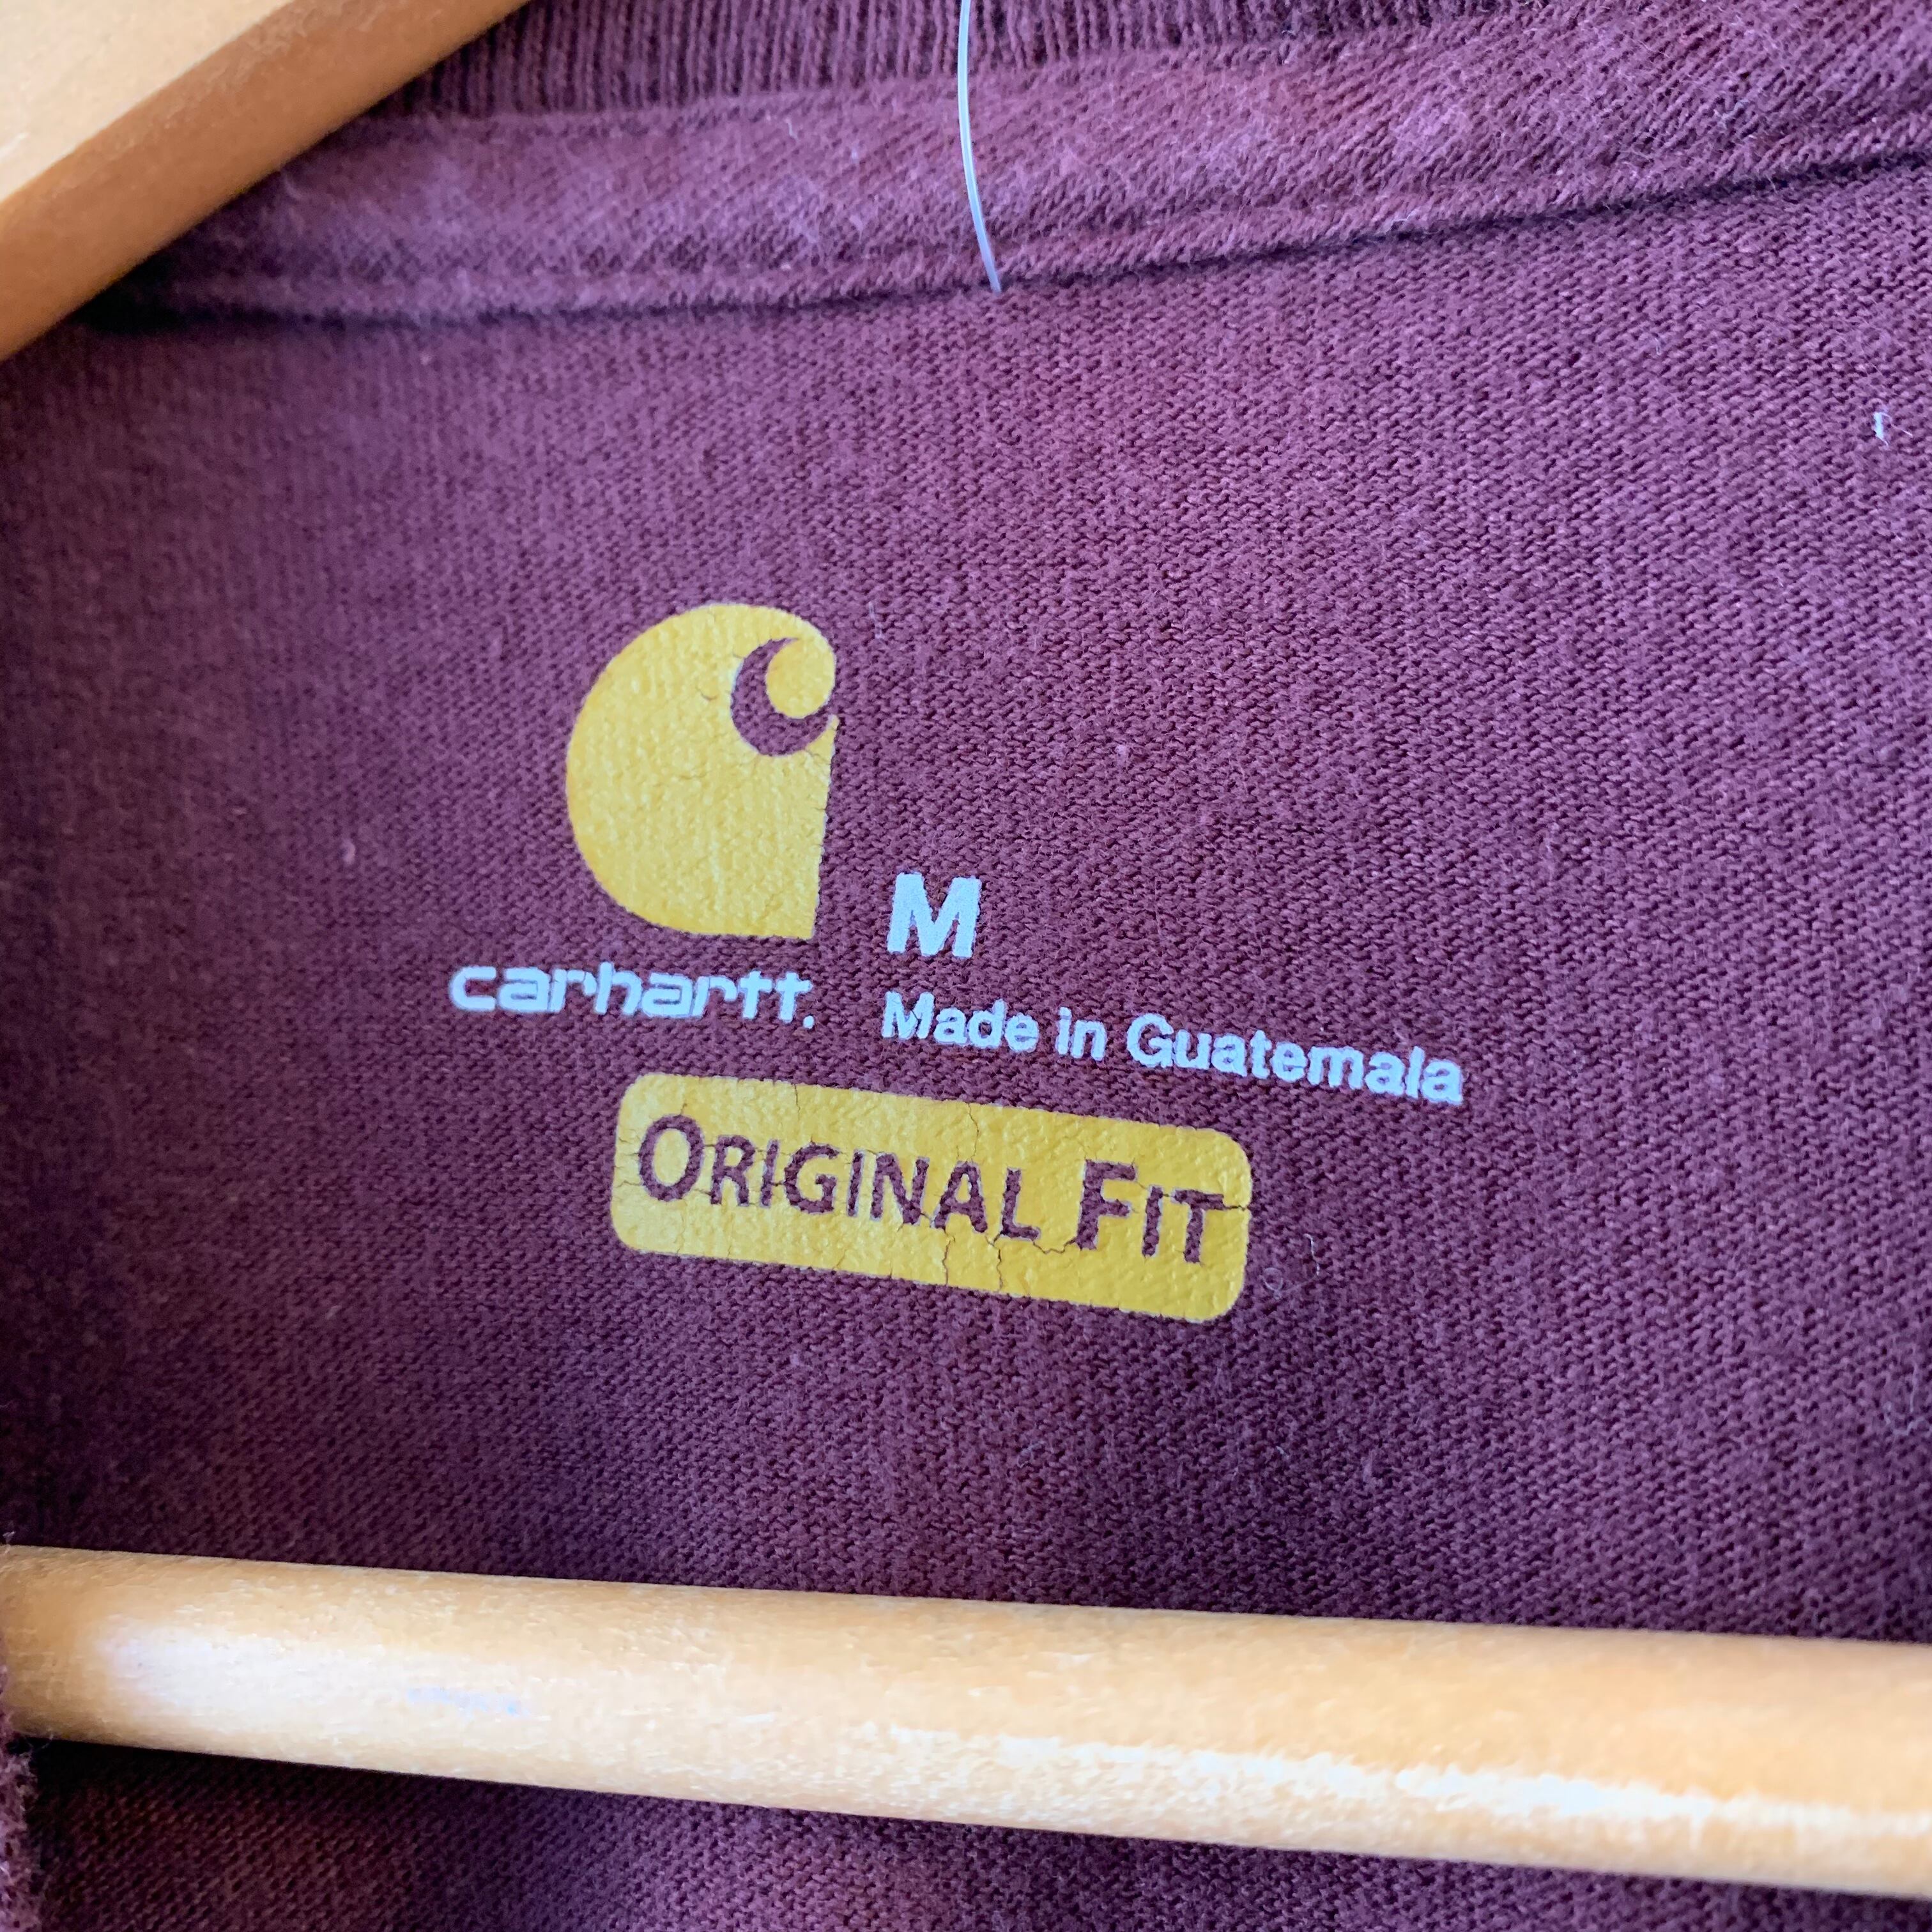 M
carhartt.
Made in Guatemala
ORIGINAL FIT